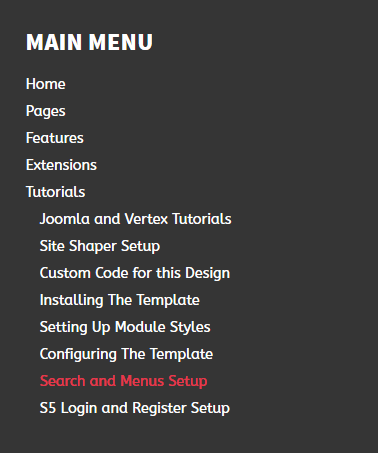 MAIN MENU
Home
Pages
Features
Extensions
Tutorials
Joomla and Vertex Tutorials
Site Shaper Setup
Custom Code for this Design
Installing The Template
Setting Up Module Styles
Configuring The Template
Search and Menus Setup
S5 Login and Register Setup